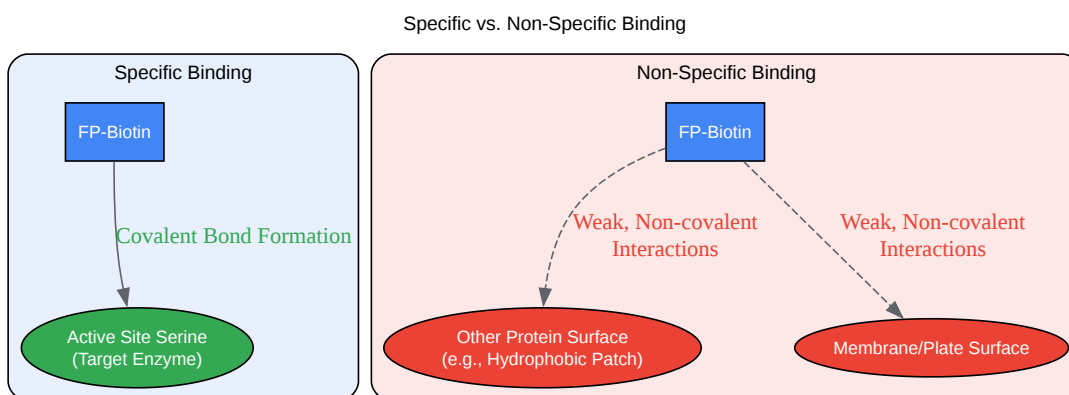 Specific vs. Non-Specific Binding
Specific Binding
FP-Biotin
Covalent Bond Formation
Active Site Serine
(Target Enzyme)
Non-Specific Binding
FP-Biotin
Weak, Non-covalent
Interactions
Weak, Non-covalent
Interactions
Other Protein Surface
(e.g., Hydrophobic Patch)
Membrane/Plate Surface